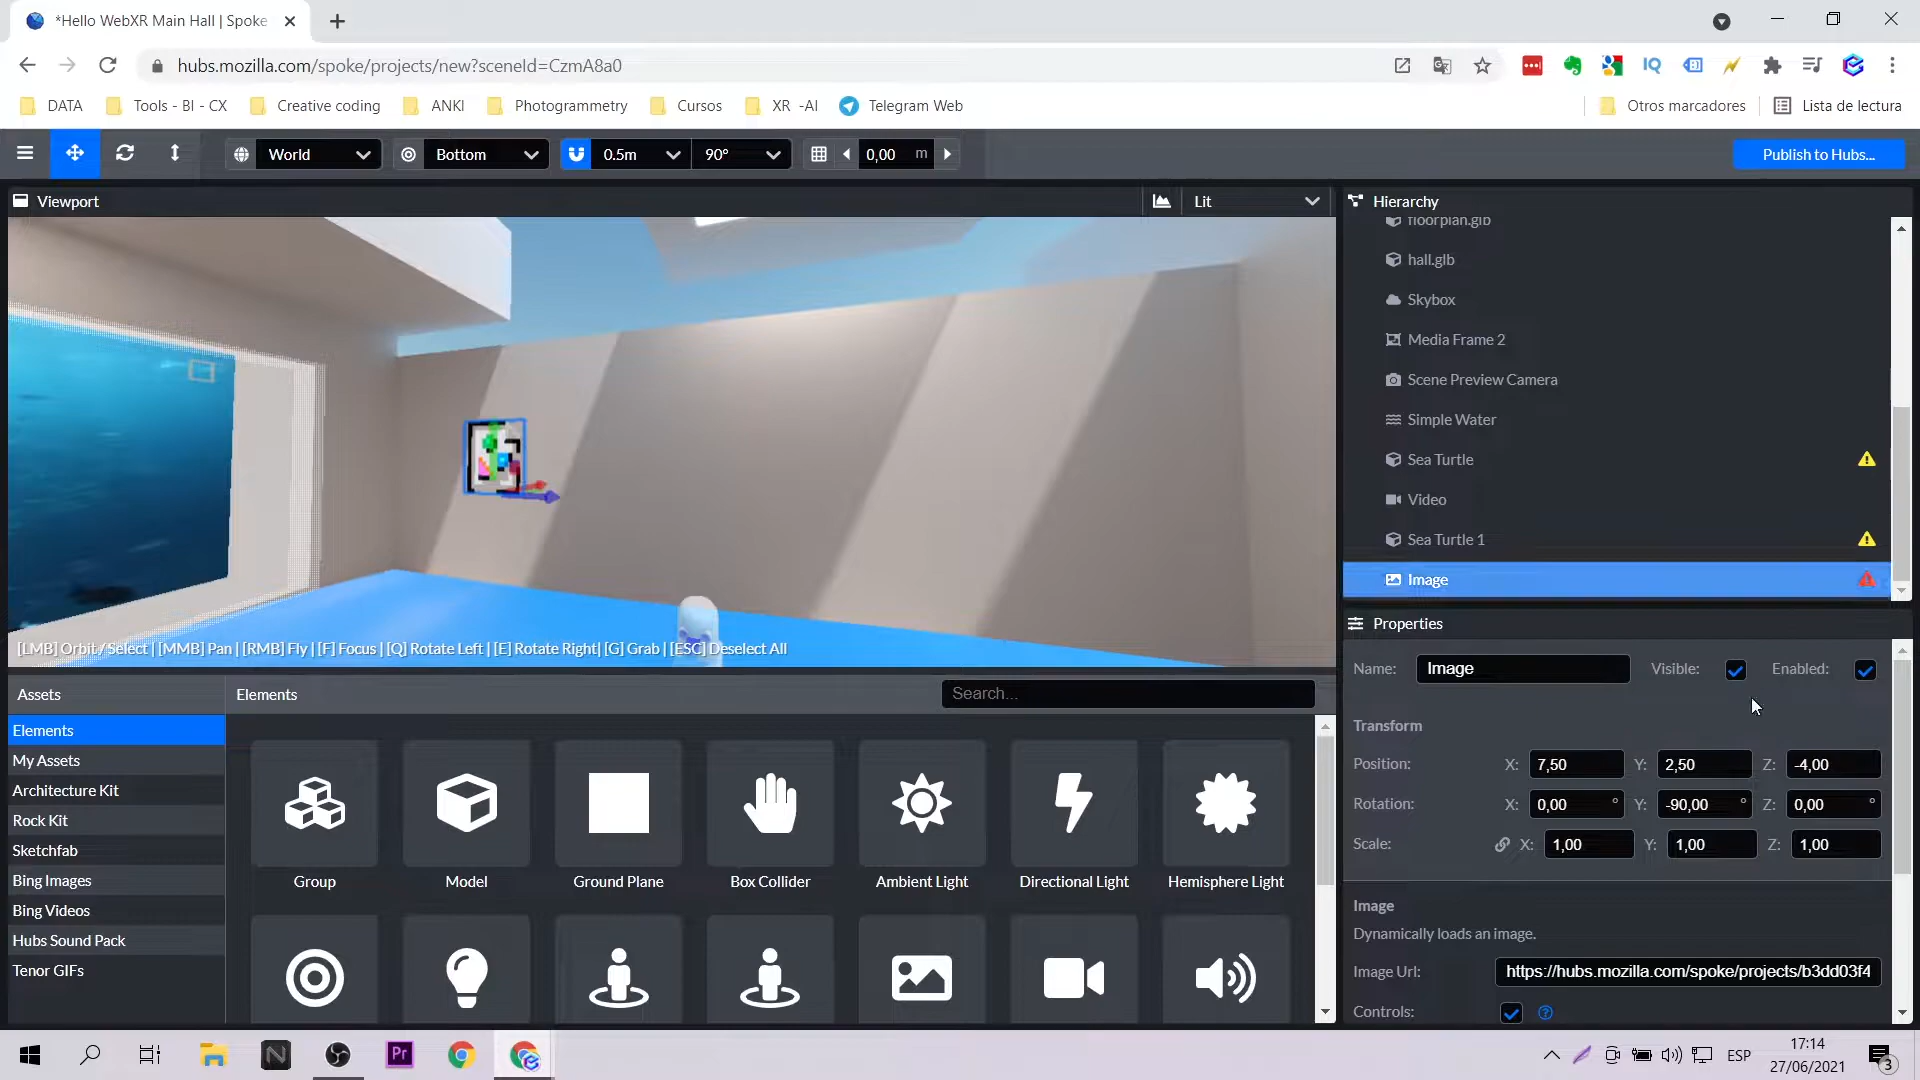 *Hello WebXR Main Hall | Spoke
hubs.mozilla.com/spoke/projects/new?sceneId=CzmA8a0
DATA
Tools - BI - CX
Creative coding
ANKI
Photogrammetry
Cursos
XR -AI
Telegram Web
Otros marcadores
Lista de lectura
IQ
World
Bottom
0.5m
90°
0,00 m
Publish to Hubs...
Viewport
Lit
Hierarchy
floorplan.glb
hall.glb
Skybox
Media Frame 2
Scene Preview Camera
Simple Water
Sea Turtle
Video
Sea Turtle 1
Image
[LMB] Orbit / Select | [MMB] Pan | [RMB] Fly | [F] Focus | [Q] Rotate Left | [E] Rotate Right| [G] Grab | [ESC] Deselect All
Properties
Name: Image Visible: Enabled:
Transform
Position: X: 7,50 Y: 2,50 Z: -4,00
Rotation: X: 0,00 ° Y: -90,00 ° Z: 0,00 °
Scale: X: 1,00 Y: 1,00 Z: 1,00
Image
Dynamically loads an image.
Image Url: https://hubs.mozilla.com/spoke/projects/b3dd03f4
Controls:
Assets
Elements
My Assets
Architecture Kit
Rock Kit
Sketchfab
Bing Images
Bing Videos
Hubs Sound Pack
Tenor GIFs
Elements
Search...
Group
Model
Ground Plane
Box Collider
Ambient Light
Directional Light
Hemisphere Light
Pr
ESP
17:14
27/06/2021
3